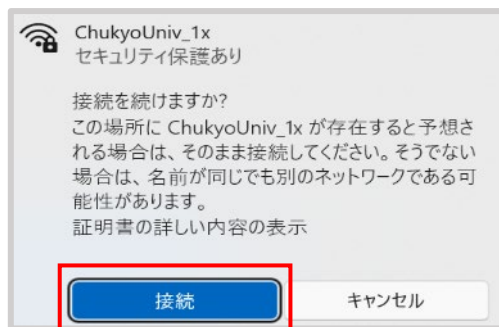 ChukyoUniv_1x
セキュリティ保護あり
接続を続けますか?
この場所に ChukyoUniv_1x が存在すると予想さ
れる場合は、そのまま接続してください。そうでない
場合は、名前が同じでも別のネットワークである可
能性があります。
証明書の詳しい内容の表示
接続
キャンセル